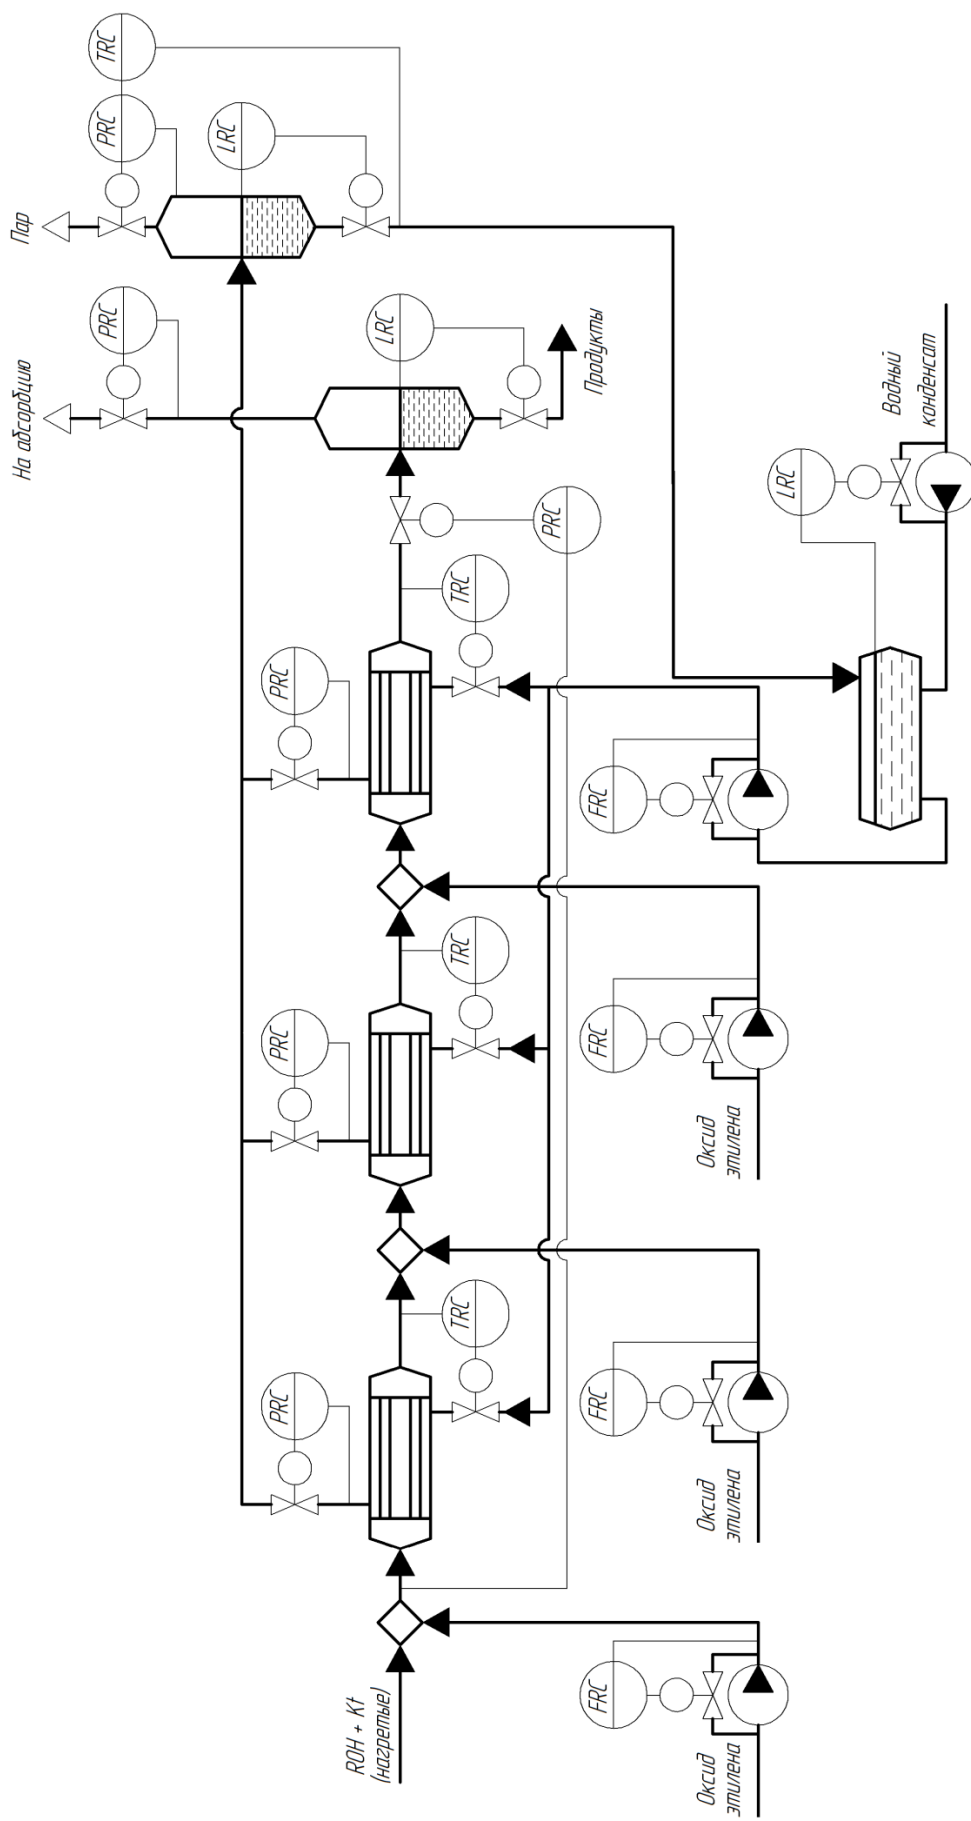 На абсорбцию
Пар
PRC
PRC
TRC
LRC
PRC
PRC
PRC
ROH + Kt
(нагретые)
LRC
TRC
TRC
TRC
PRC
Продукты
FRC
FRC
FRC
FRC
Оксид
этилена
Оксид
этилена
Оксид
этилена
LRC
Водный
конденсат